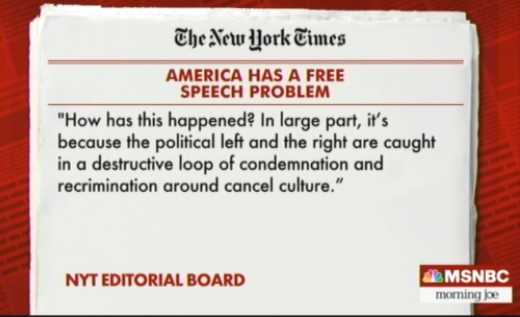 The New York Times
AMERICA HAS A FREE
SPEECH PROBLEM
"How has this happened? In large part, it's
because the political left and the right are caught
in a destructive loop of condemnation and
recrimination around cancel culture."
NYT EDITORIAL BOARD
MSNBC
morning joe